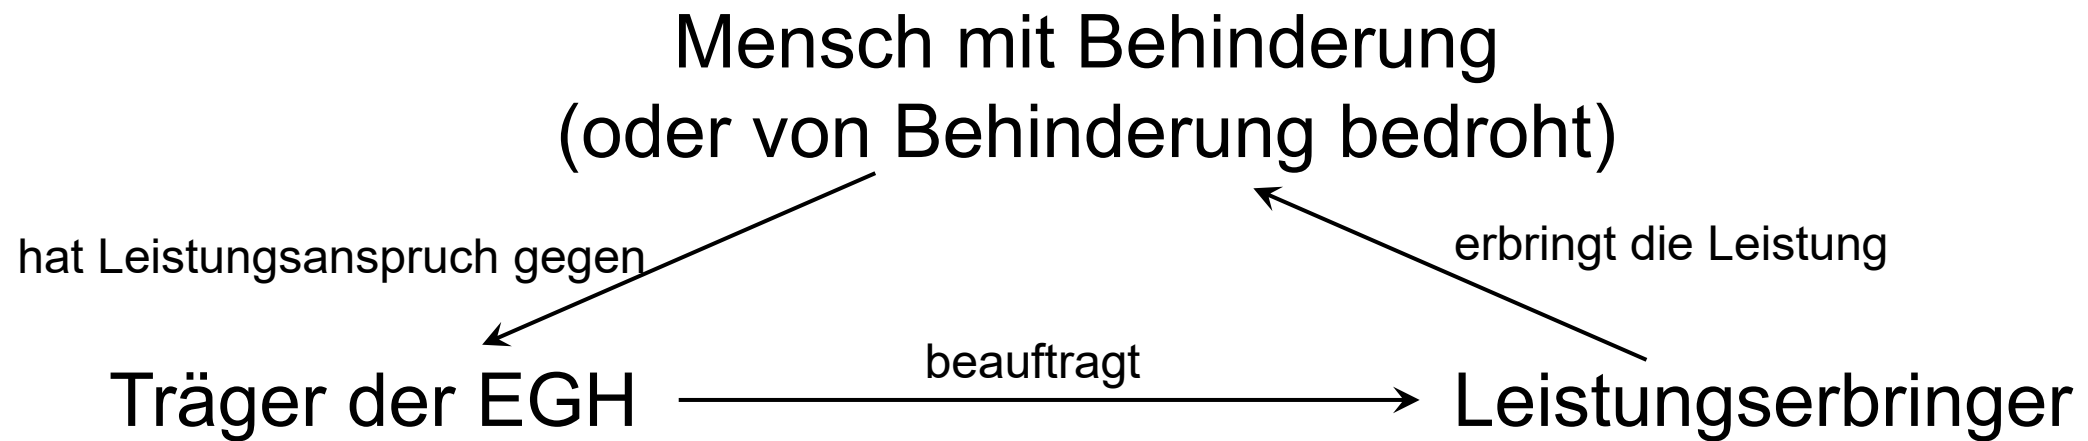 Mensch mit Behinderung
(oder von Behinderung bedroht)
hat Leistungsanspruch gegen
erbringt die Leistung
beauftragt
Träger der EGH
Leistungserbringer